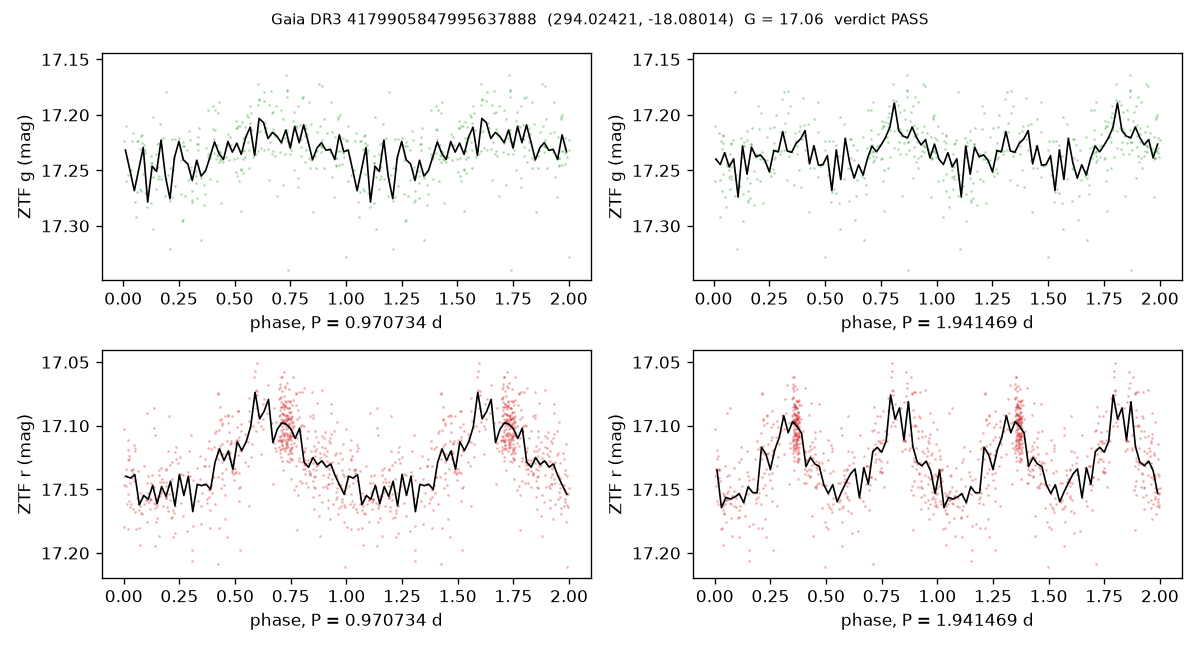 Gaia DR3 4179905847995637888 (294.02421, -18.08014) G = 17.06 verdict PASS
ZTF g (mag)
17.15
17.20
17.25
17.30
0.00 0.25 0.50 0.75 1.00 1.25 1.50 1.75 2.00
phase, P = 0.970734 d
ZTF g (mag)
17.15
17.20
17.25
17.30
0.00 0.25 0.50 0.75 1.00 1.25 1.50 1.75 2.00
phase, P = 1.941469 d
ZTF r (mag)
17.05
17.10
17.15
17.20
0.00 0.25 0.50 0.75 1.00 1.25 1.50 1.75 2.00
phase, P = 0.970734 d
ZTF r (mag)
17.05
17.10
17.15
17.20
0.00 0.25 0.50 0.75 1.00 1.25 1.50 1.75 2.00
phase, P = 1.941469 d